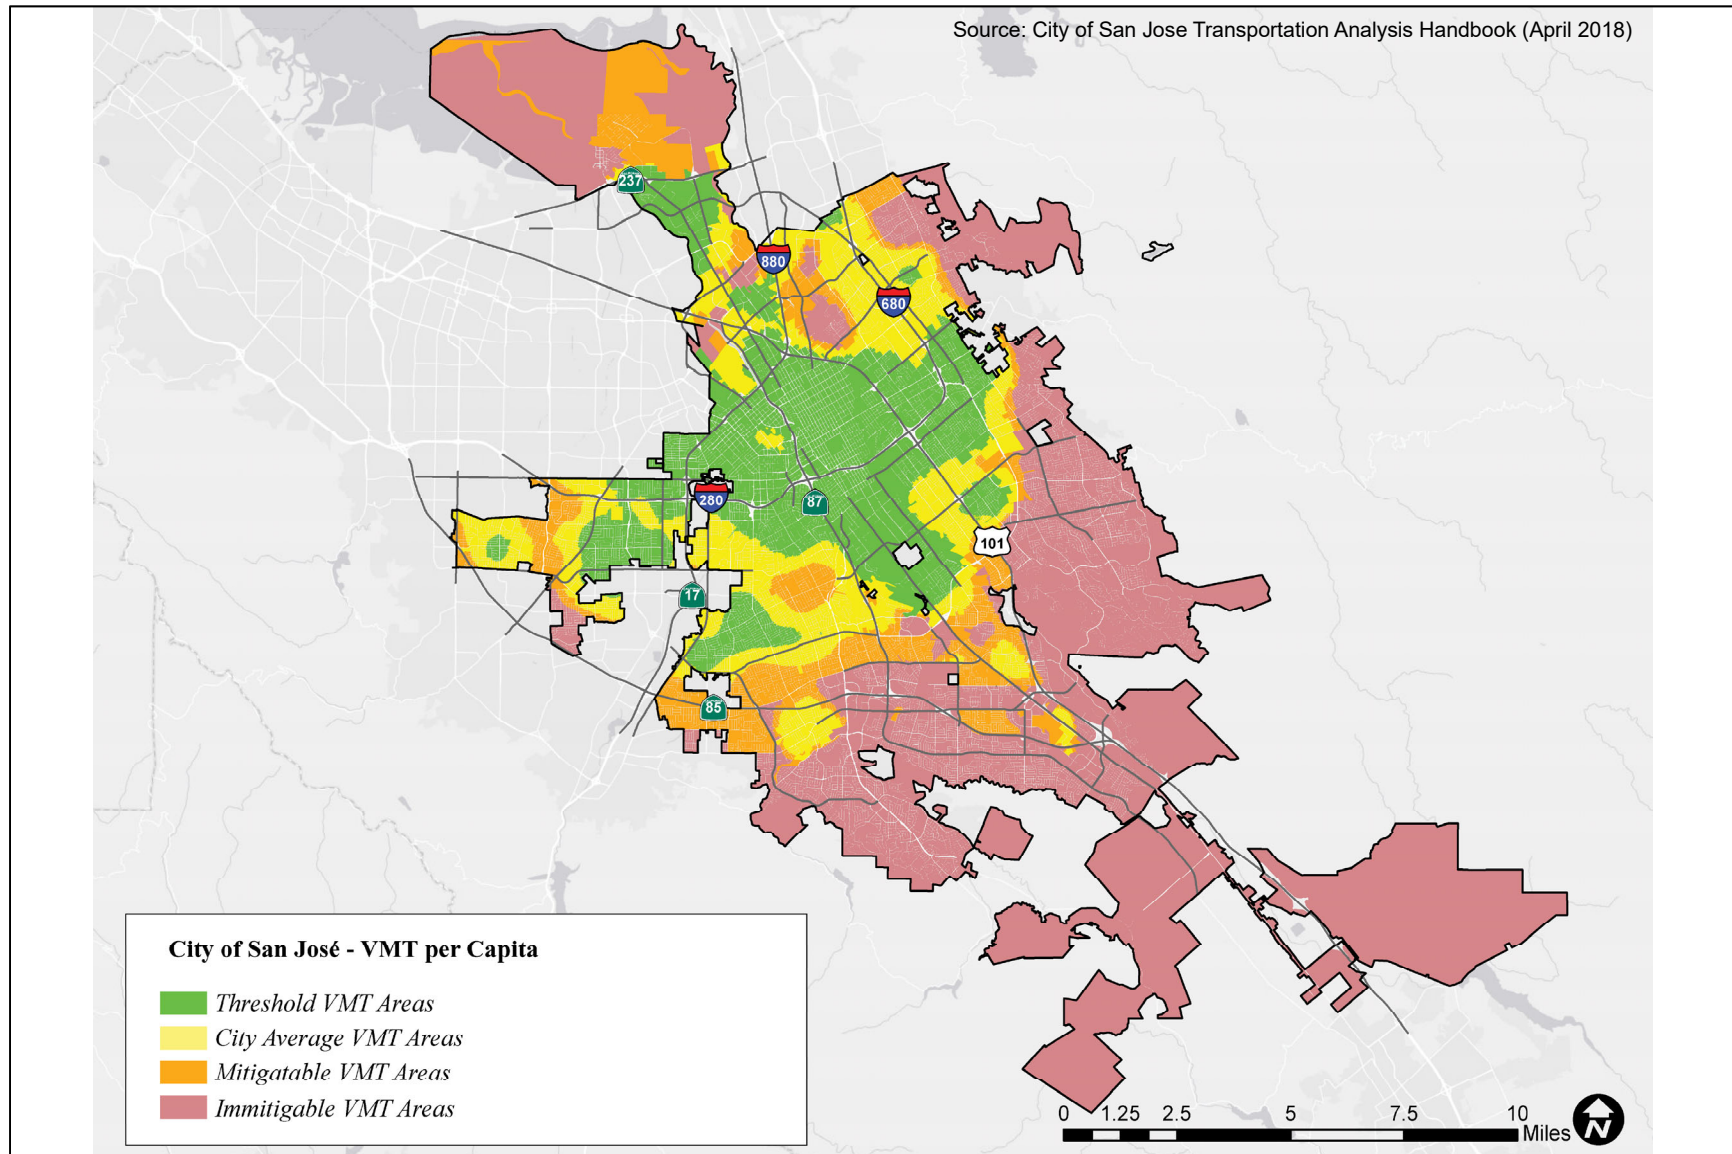 Source: City of San Jose Transportation Analysis Handbook (April 2018)
237
880
680
280
87
101
17
85
City of San José - VMT per Capita
Threshold VMT Areas
City Average VMT Areas
Mitigatable VMT Areas
Immitigable VMT Areas
0 1.25 2.5 5 7.5 10
Miles
N